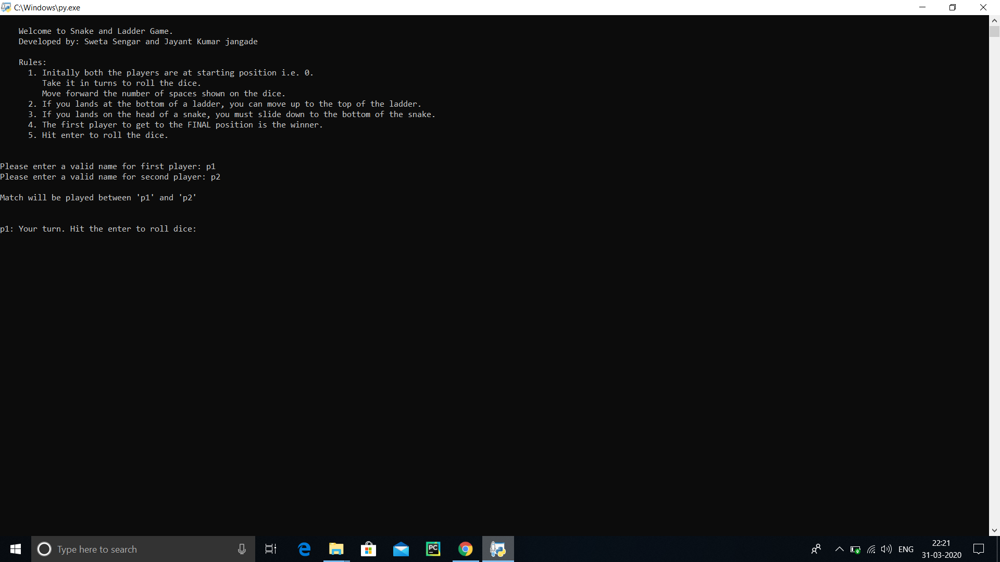 C:\Windows\py.exe
Welcome to Snake and Ladder Game.
Developed by: Sweta Sengar and Jayant Kumar jangade
Rules:
1. Initally both the players are at starting position i.e. 0.
Take it in turns to roll the dice.
Move forward the number of spaces shown on the dice.
2. If you lands at the bottom of a ladder, you can move up to the top of the ladder.
3. If you lands on the head of a snake, you must slide down to the bottom of the snake.
4. The first player to get to the FINAL position is the winner.
5. Hit enter to roll the dice.
Please enter a valid name for first player: p1
Please enter a valid name for second player: p2
Match will be played between 'p1' and 'p2'
p1: Your turn. Hit the enter to roll dice:
Type here to search
PC
ENG
22:21
31-03-2020